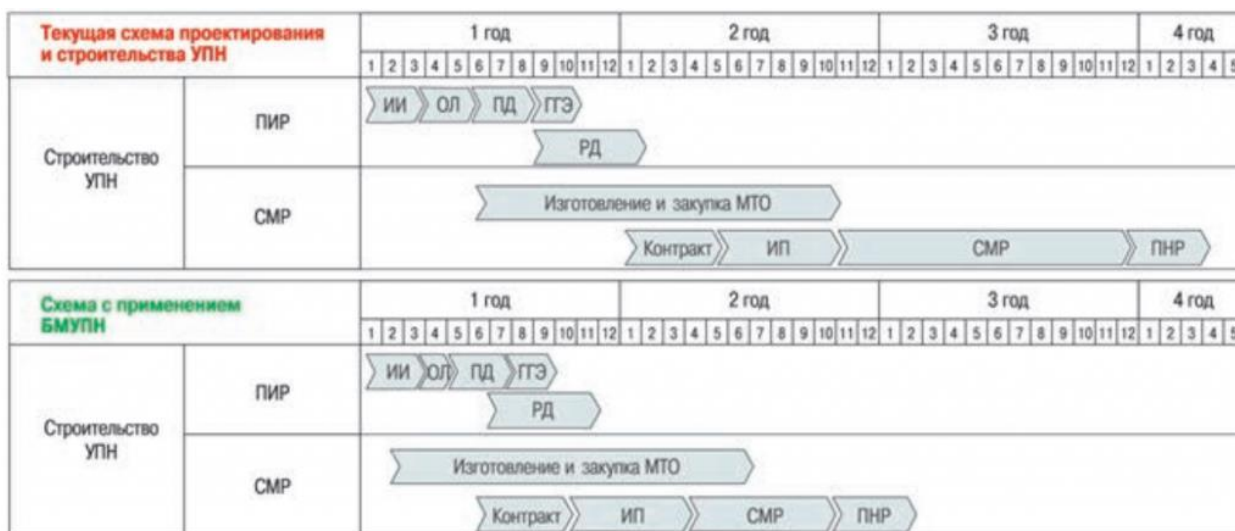 Текущая схема проектирования
и строительства УПН
1 год 2 год 3 год 4 год
1 2 3 4 5 6 7 8 9 10 11 12 1 2 3 4 5 6 7 8 9 10 11 12 1 2 3 4 5 6 7 8 9 10 11 12 1 2 3 4 5
Строительство
УПН
ПИР
ИИ ОЛ ПД ГГЭ
РД
СМР
Изготовление и закупка МТО
Контракт ИП СМР ПНР
Схема с применением
БМУПН
1 год 2 год 3 год 4 год
1 2 3 4 5 6 7 8 9 10 11 12 1 2 3 4 5 6 7 8 9 10 11 12 1 2 3 4 5 6 7 8 9 10 11 12 1 2 3 4 5
Строительство
УПН
ПИР
ИИ ОЛ ПД ГГЭ
РД
СМР
Изготовление и закупка МТО
Контракт ИП СМР ПНР